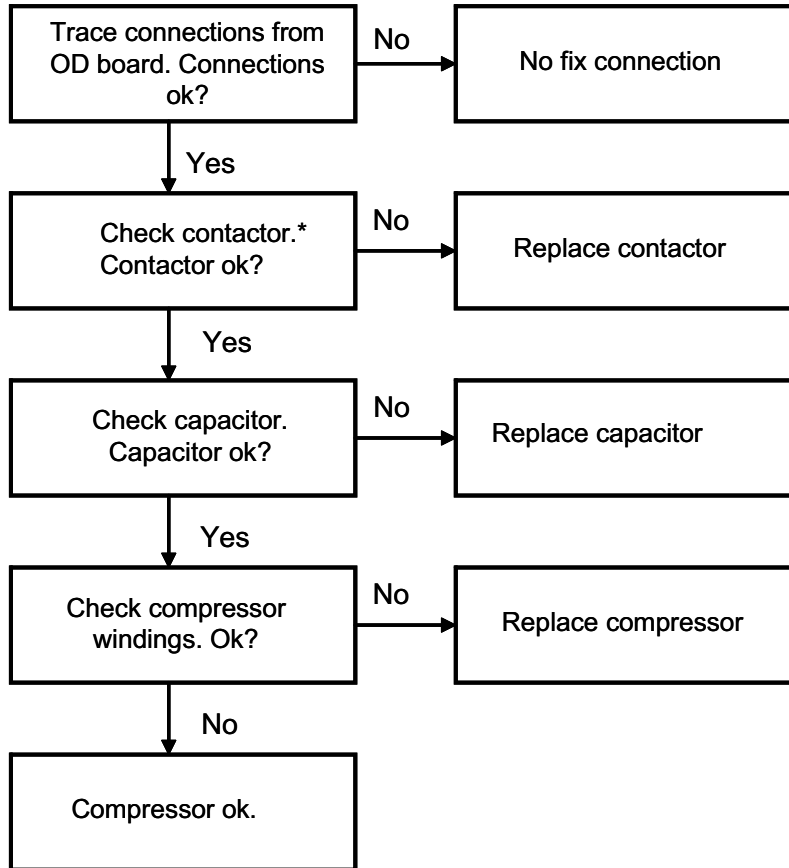 Trace connections from
OD board. Connections
ok?
No
No fix connection
Yes
Check contactor.*
Contactor ok?
No
Replace contactor
Yes
Check capacitor.
Capacitor ok?
No
Replace capacitor
Yes
Check compressor
windings. Ok?
No
Replace compressor
No
Compressor ok.